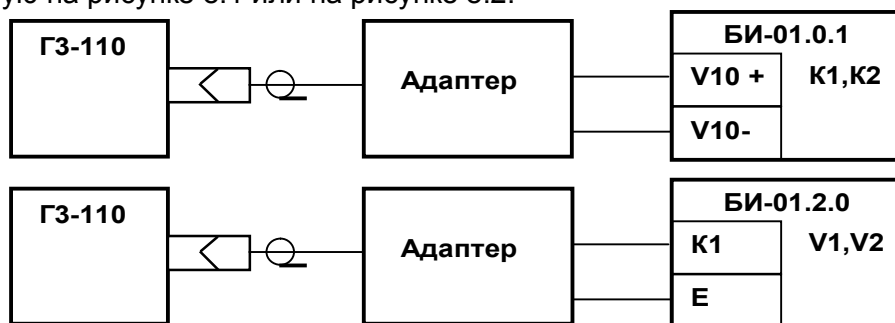 ую на рисунке 3.1 или на рисунке 3.2.
Г3-110
Адаптер
БИ-01.0.1
V10 +
К1,К2
V10-
Г3-110
Адаптер
БИ-01.2.0
К1
V1,V2
Е